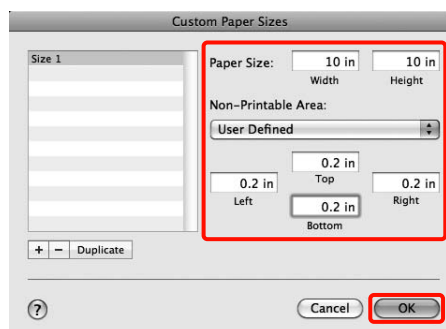 Custom Paper Sizes
Size 1
Paper Size: 10 in 10 in
Width Height
Non-Printable Area:
User Defined
0.2 in
Top
0.2 in 0.2 in
Left Right
0.2 in
Bottom
+ − Duplicate
? Cancel OK